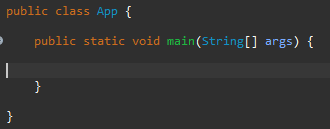 public class App {
public static void main(String[] args) {
}
}